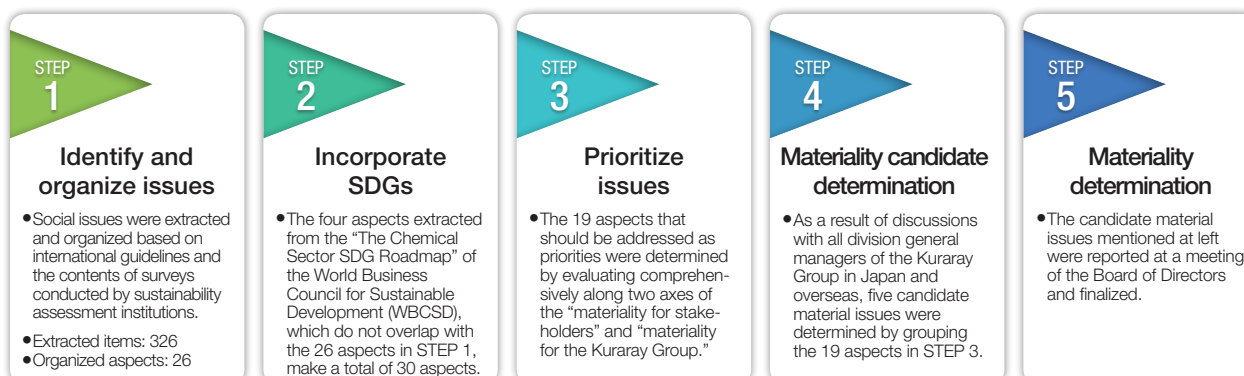 STEP
1
Identify and
organize issues
●Social issues were extracted
and organized based on
international guidelines and
the contents of surveys
conducted by sustainability
assessment institutions.
●Extracted items: 326
●Organized aspects: 26
STEP
2
Incorporate
SDGs
●The four aspects extracted
from the “The Chemical
Sector SDG Roadmap” of
the World Business
Council for Sustainable
Development (WBCSD),
which do not overlap with
the 26 aspects in STEP 1,
make a total of 30 aspects.
STEP
3
Prioritize
issues
●The 19 aspects that
should be addressed as
priorities were determined
by evaluating comprehen-
sively along two axes of
the “materiality for stake-
holders” and “materiality
for the Kuraray Group.”
STEP
4
Materiality candidate
determination
●As a result of discussions
with all division general
managers of the Kuraray
Group in Japan and
overseas, five candidate
material issues were
determined by grouping
the 19 aspects in STEP 3.
STEP
5
Materiality
determination
●The candidate material
issues mentioned at left
were reported at a meeting
of the Board of Directors
and finalized.